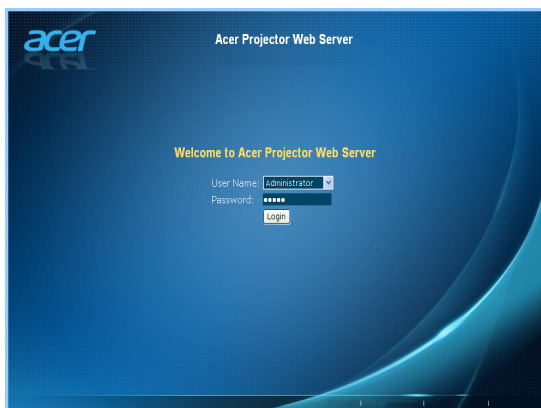 acer
Acer Projector Web Server
Welcome to Acer Projector Web Server
User Name: Administrator
Password: •••••
Login